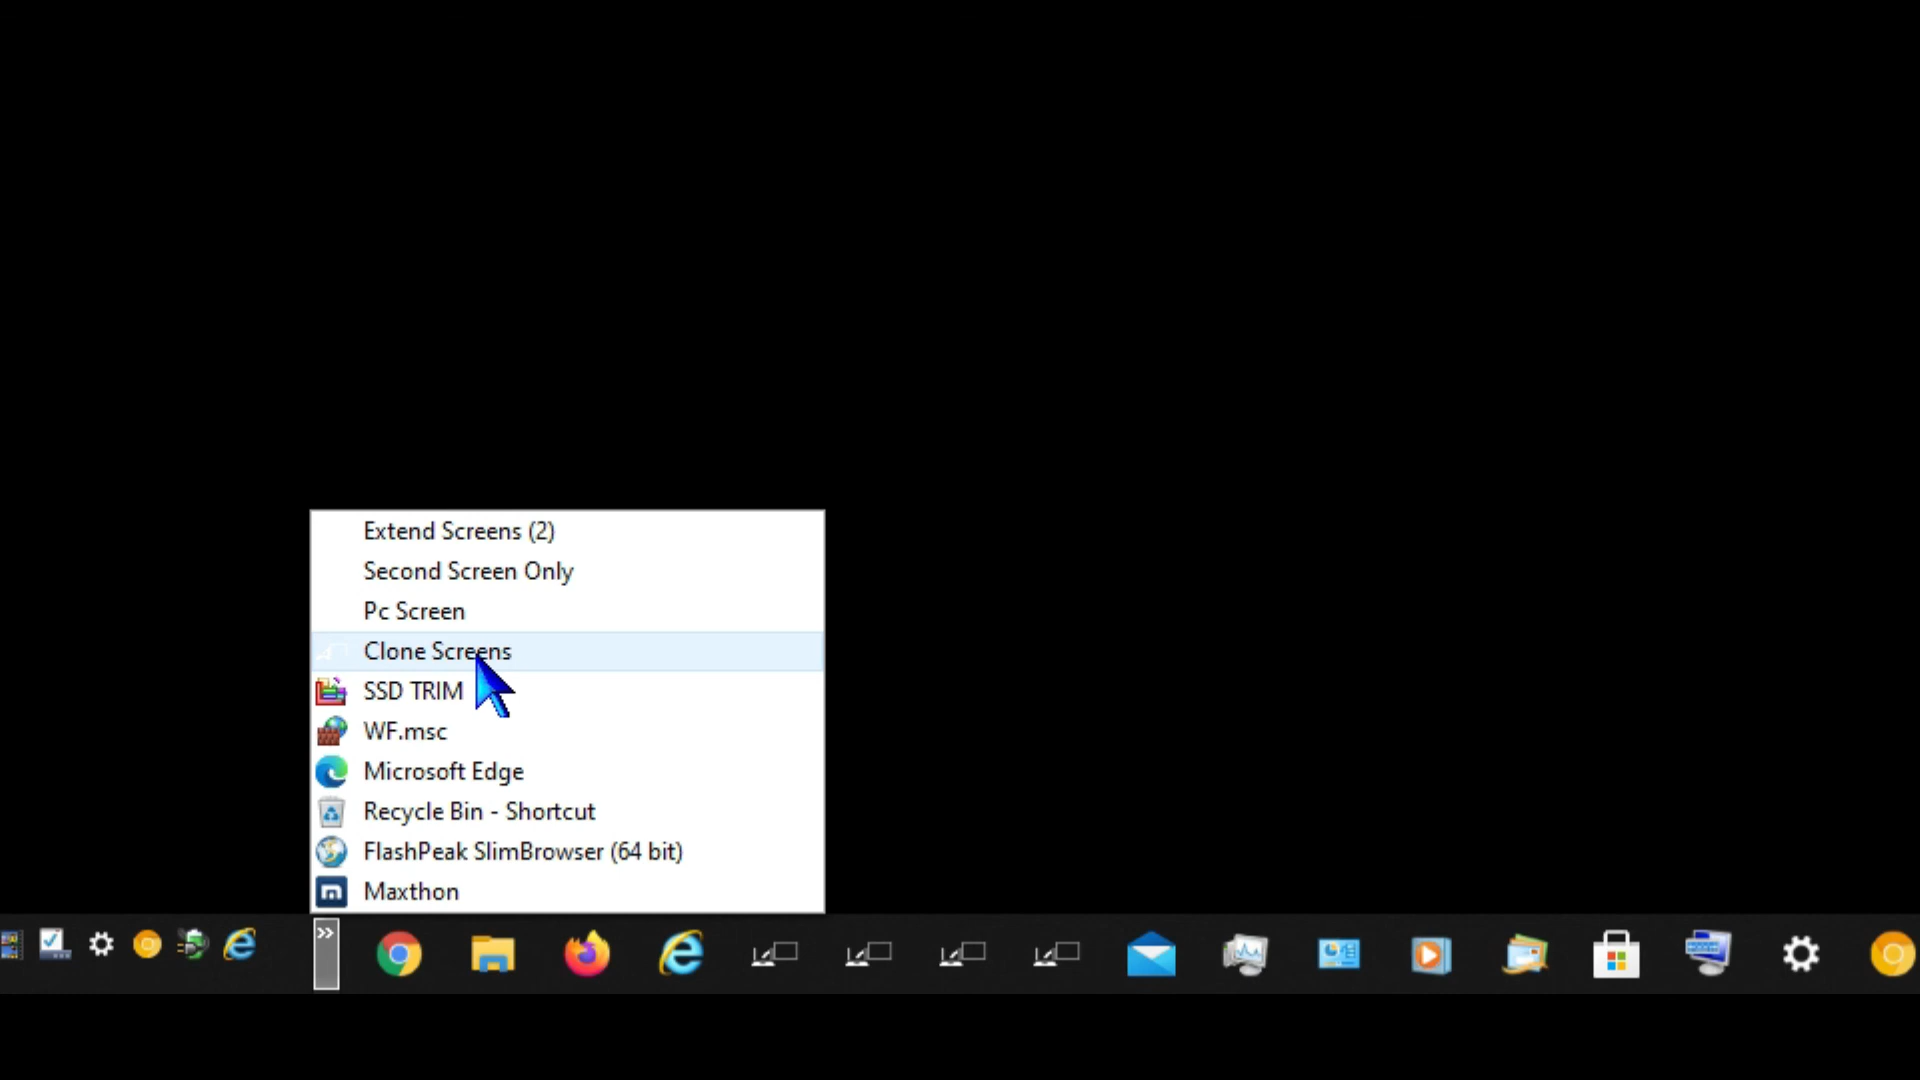 Extend Screens (2)
Second Screen Only
Pc Screen
Clone Screens
SSD TRIM
WF.msc
Microsoft Edge
Recycle Bin - Shortcut
FlashPeak SlimBrowser (64 bit)
Maxthon